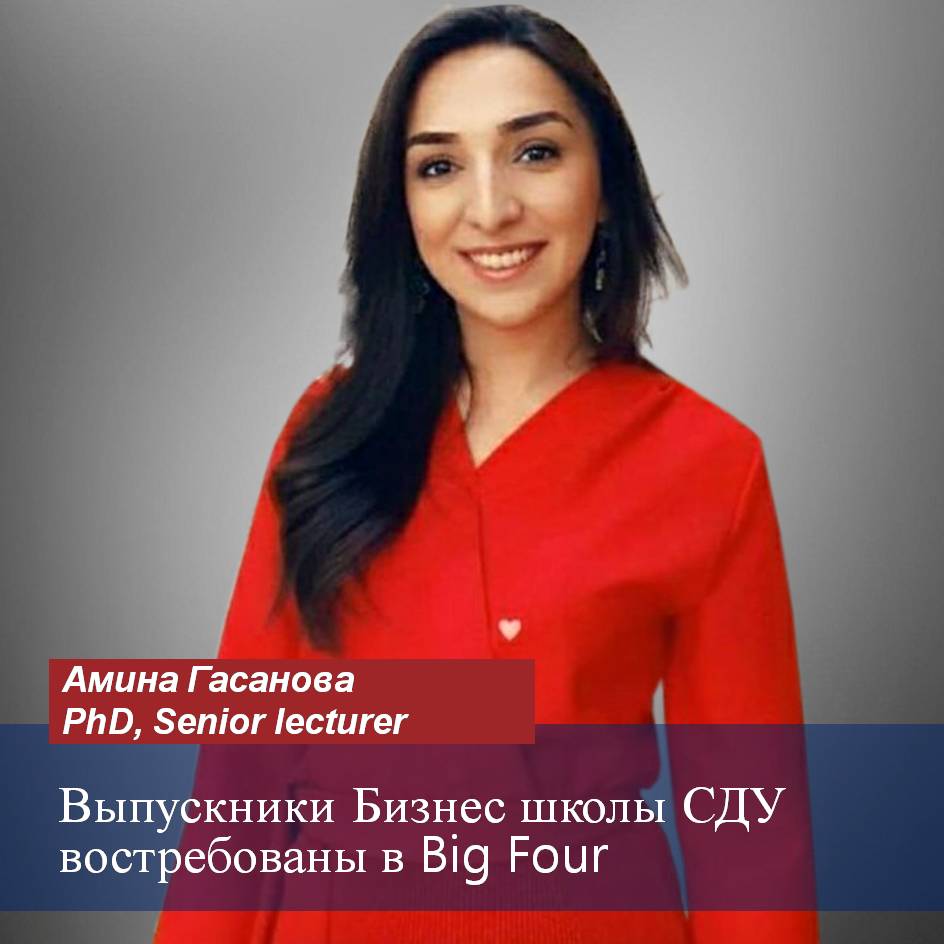 Амина Гасанова
PhD, Senior lecturer
Выпускники Бизнес школы СДУ
востребованы в Big Four